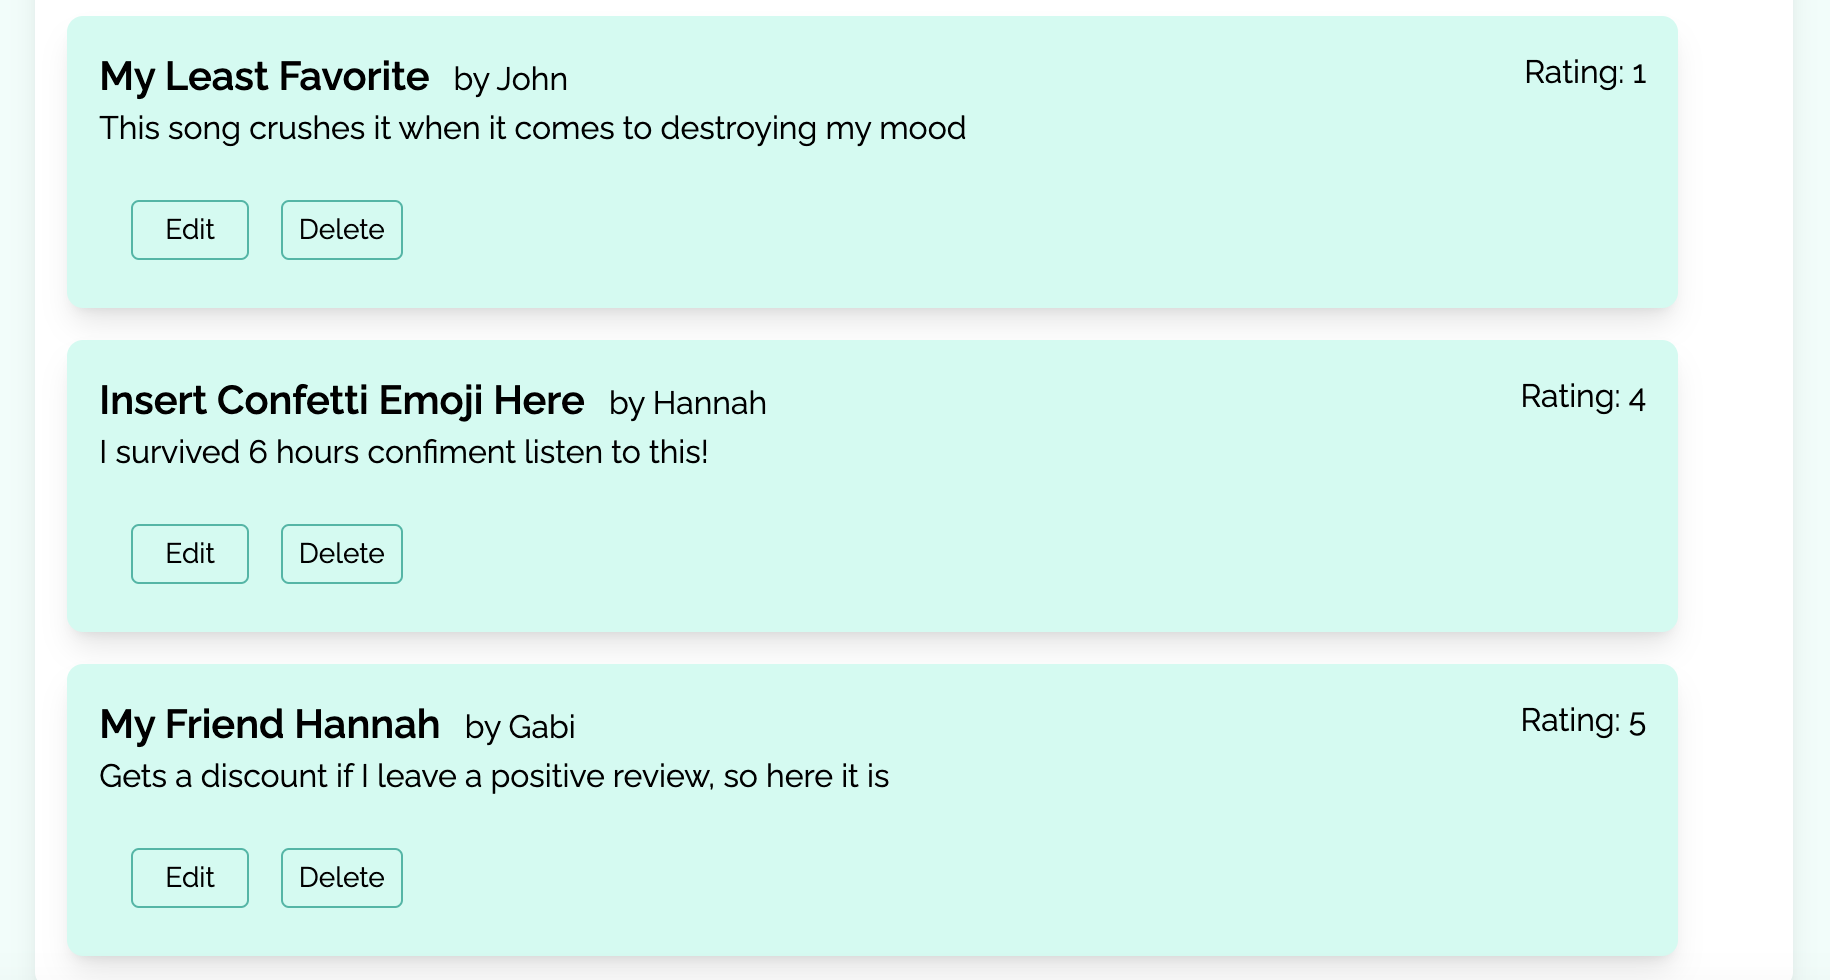 My Least Favorite by John Rating: 1
This song crushes it when it comes to destroying my mood
Edit Delete
Insert Confetti Emoji Here by Hannah Rating: 4
I survived 6 hours confiment listen to this!
Edit Delete
My Friend Hannah by Gabi Rating: 5
Gets a discount if I leave a positive review, so here it is
Edit Delete